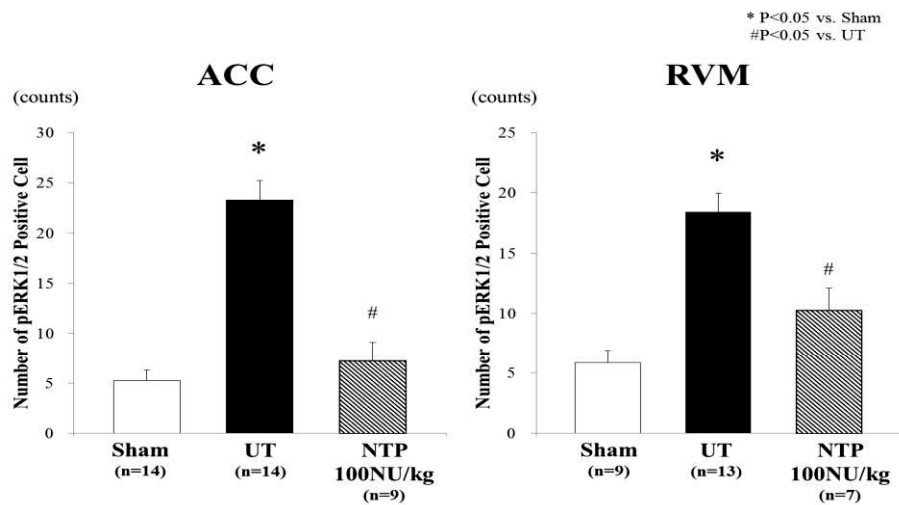 * P<0.05 vs. Sham
#P<0.05 vs. UT
ACC
(counts)
Number of pERK1/2 Positive Cell
30
25
20
15
10
5
0
*
#
Sham
(n=14)
UT
(n=14)
NTP
100NU/kg
(n=9)
RVM
(counts)
Number of pERK1/2 Positive Cell
25
20
15
10
5
0
*
#
Sham
(n=9)
UT
(n=13)
NTP
100NU/kg
(n=7)